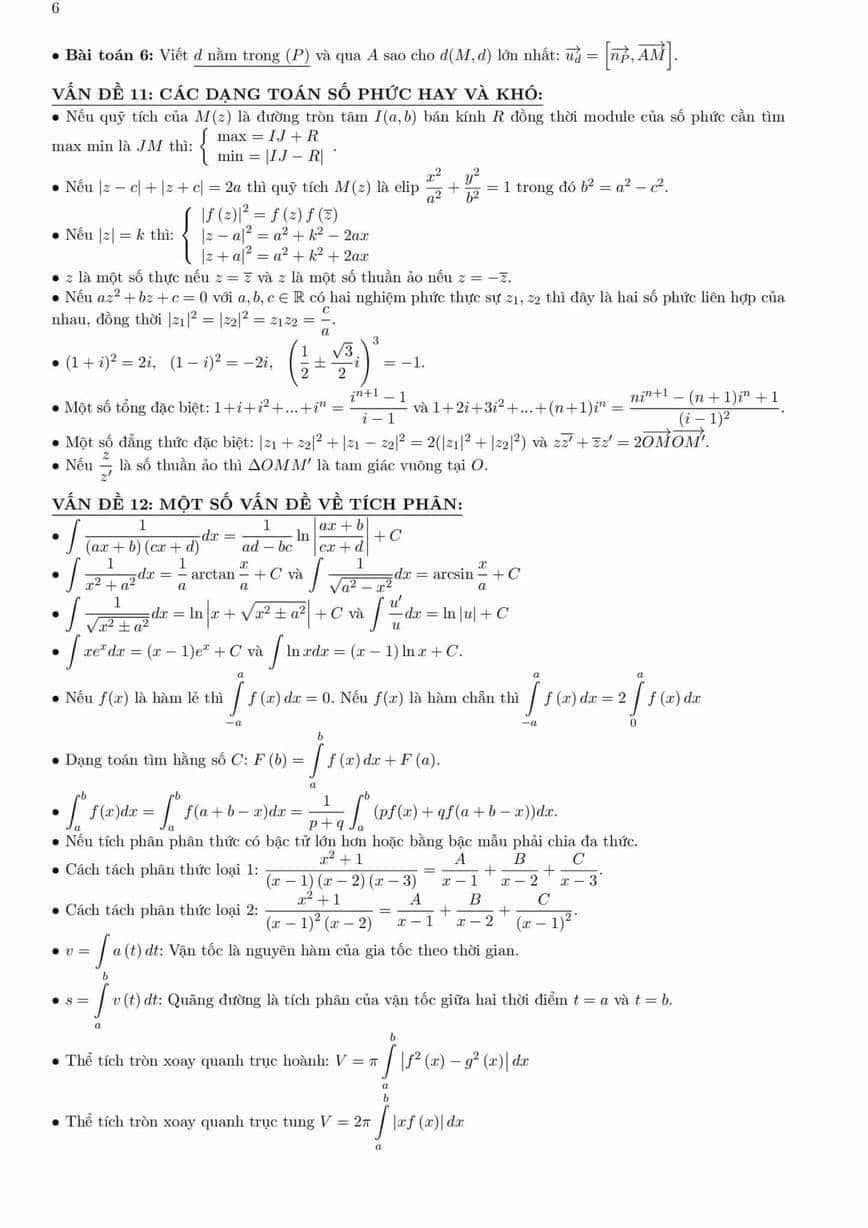 6
• Bài toán 6: Viết d nằm trong (P) và qua A sao cho d(M, d) lớn nhất: $\overrightarrow{u_d} = \left[\overrightarrow{n_P}, \overrightarrow{AM}\right]$.
VẤN ĐỀ 11: CÁC DẠNG TOÁN SỐ PHỨC HAY VÀ KHÓ:
• Nếu quỹ tích của M(z) là đường tròn tâm I(a, b) bán kính R đồng thời module của số phức cần tìm
max min là JM thì: $\begin{cases} \max = IJ + R \\ \min = |IJ - R| \end{cases}$.
• Nếu |z − c| + |z + c| = 2a thì quỹ tích M(z) là elip $\frac{x^2}{a^2} + \frac{y^2}{b^2} = 1$ trong đó $b^2 = a^2 - c^2$.
• Nếu |z| = k thì: $\begin{cases} |f(z)|^2 = f(z) f(\overline{z}) \\ |z - a|^2 = a^2 + k^2 - 2ax \\ |z + a|^2 = a^2 + k^2 + 2ax \end{cases}$
• z là một số thực nếu $z = \overline{z}$ và z là một số thuần ảo nếu $z = -\overline{z}$.
• Nếu $az^2 + bz + c = 0$ với $a, b, c \in \mathbb{R}$ có hai nghiệm phức thực sự $z_1, z_2$ thì đây là hai số phức liên hợp của
nhau, đồng thời $|z_1|^2 = |z_2|^2 = z_1 z_2 = \frac{c}{a}$.
• $(1 + i)^2 = 2i, \ (1 - i)^2 = -2i, \ \left(\frac{1}{2} \pm \frac{\sqrt{3}}{2} i\right)^3 = -1$.
• Một số tổng đặc biệt: $1 + i + i^2 + ... + i^n = \frac{i^{n+1} - 1}{i - 1}$ và $1 + 2i + 3i^2 + ... + (n+1)i^n = \frac{ni^{n+1} - (n+1)i^n + 1}{(i-1)^2}$.
• Một số đẳng thức đặc biệt: $|z_1 + z_2|^2 + |z_1 - z_2|^2 = 2(|z_1|^2 + |z_2|^2)$ và $z\overline{z'} + \overline{z}z' = 2\overrightarrow{OM}\overrightarrow{OM'}$.
• Nếu $\frac{z}{z'}$ là số thuần ảo thì ΔOMM′ là tam giác vuông tại O.
VẤN ĐỀ 12: MỘT SỐ VẤN ĐỀ VỀ TÍCH PHÂN:
• $\int \frac{1}{(ax + b)(cx + d)} dx = \frac{1}{ad - bc} \ln \left|\frac{ax + b}{cx + d}\right| + C$
• $\int \frac{1}{x^2 + a^2} dx = \frac{1}{a} \arctan \frac{x}{a} + C$ và $\int \frac{1}{\sqrt{a^2 - x^2}} dx = \arcsin \frac{x}{a} + C$
• $\int \frac{1}{\sqrt{x^2 \pm a^2}} dx = \ln \left|x + \sqrt{x^2 \pm a^2}\right| + C$ và $\int \frac{u'}{u} dx = \ln |u| + C$
• $\int xe^x dx = (x - 1)e^x + C$ và $\int \ln x dx = (x - 1) \ln x + C$.
• Nếu f(x) là hàm lẻ thì $\int_{-a}^{a} f(x) dx = 0$. Nếu f(x) là hàm chẵn thì $\int_{-a}^{a} f(x) dx = 2 \int_{0}^{a} f(x) dx$
• Dạng toán tìm hằng số C: $F(b) = \int_{a}^{b} f(x) dx + F(a)$.
• $\int_a^b f(x)dx = \int_a^b f(a + b - x)dx = \frac{1}{p + q} \int_a^b (pf(x) + qf(a + b - x))dx$.
• Nếu tích phân phân thức có bậc tử lớn hơn hoặc bằng bậc mẫu phải chia đa thức.
• Cách tách phân thức loại 1: $\frac{x^2 + 1}{(x - 1)(x - 2)(x - 3)} = \frac{A}{x - 1} + \frac{B}{x - 2} + \frac{C}{x - 3}$.
• Cách tách phân thức loại 2: $\frac{x^2 + 1}{(x - 1)^2 (x - 2)} = \frac{A}{x - 1} + \frac{B}{x - 2} + \frac{C}{(x - 1)^2}$.
• $v = \int a(t) dt$: Vận tốc là nguyên hàm của gia tốc theo thời gian.
• $s = \int_{a}^{b} v(t) dt$: Quãng đường là tích phân của vận tốc giữa hai thời điểm t = a và t = b.
• Thể tích tròn xoay quanh trục hoành: $V = \pi \int_{a}^{b} \left|f^2(x) - g^2(x)\right| dx$
• Thể tích tròn xoay quanh trục tung $V = 2\pi \int_{a}^{b} |xf(x)| dx$